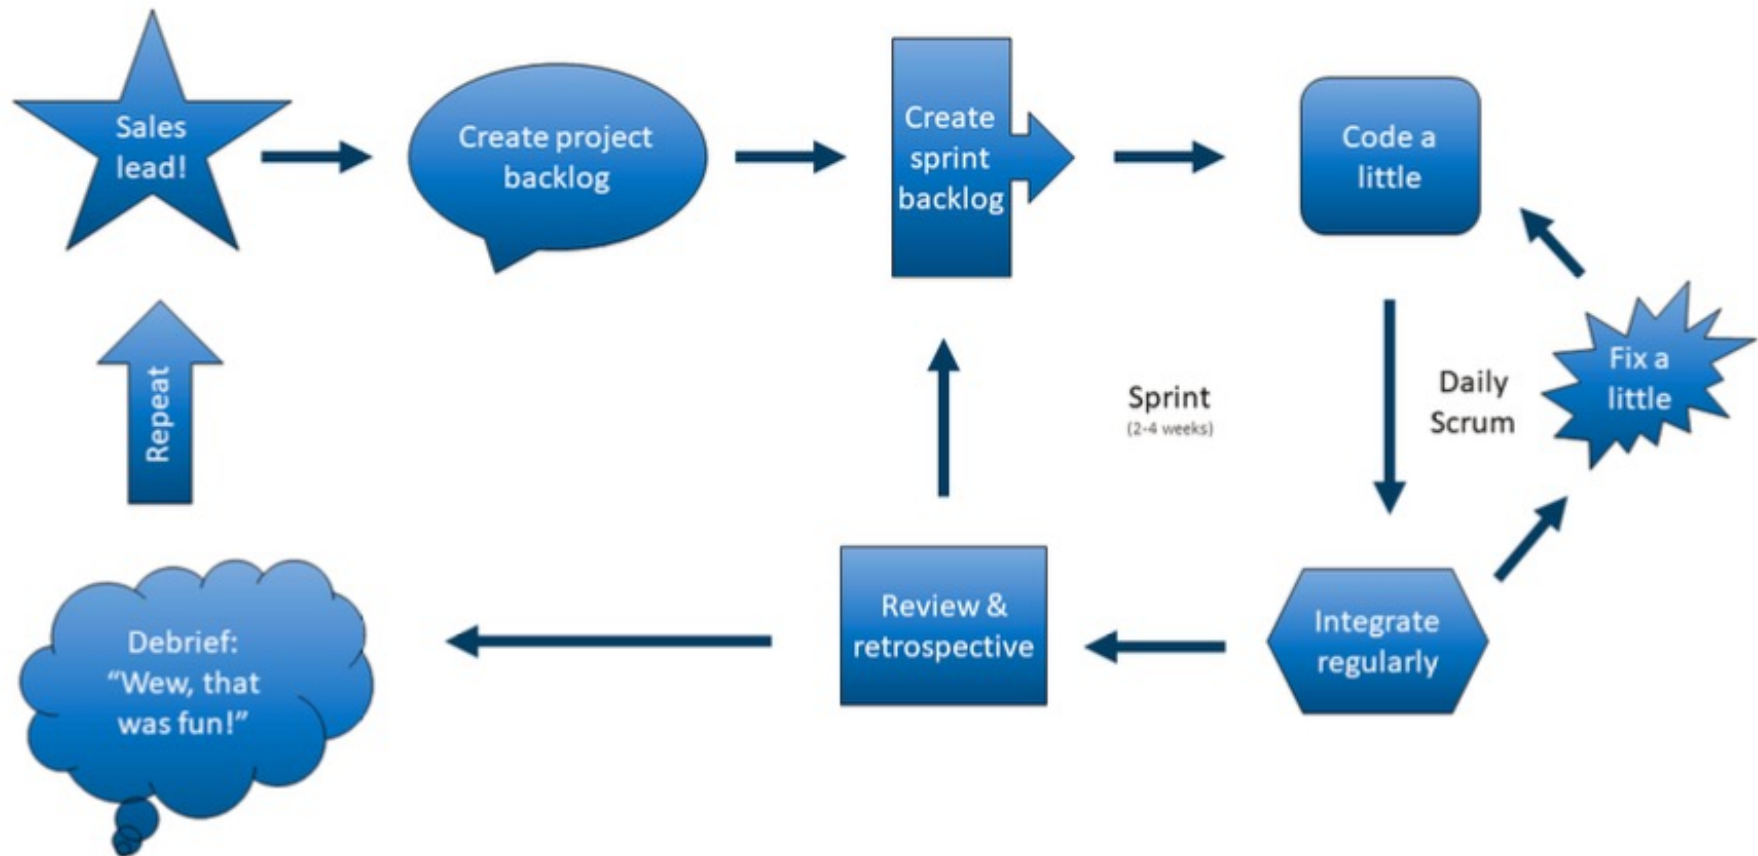 Sales
lead!
Create project
backlog
Create
sprint
backlog
Code a
little
Repeat
Sprint
(2-4 weeks)
Daily
Scrum
Fix a
little
Debrief:
“Wew, that
was fun!”
Review &
retrospective
Integrate
regularly